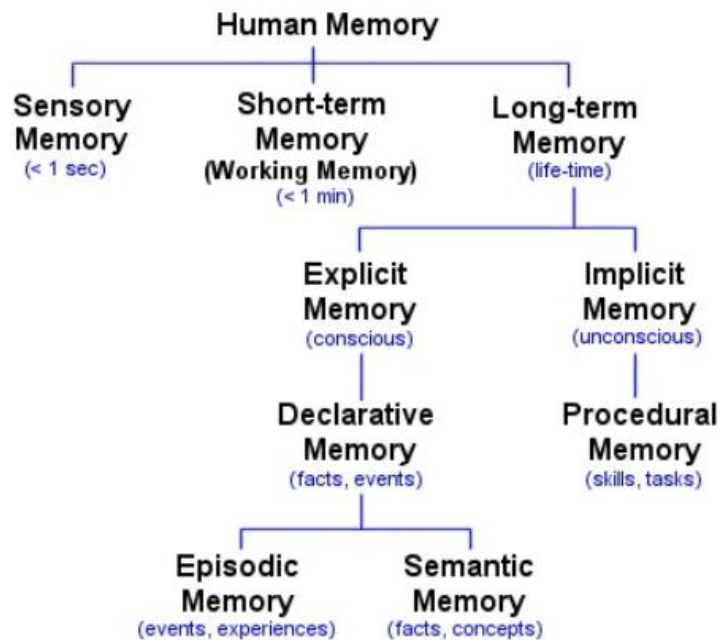 Human Memory
Sensory
Memory
(< 1 sec)
Short-term
Memory
(Working Memory)
(< 1 min)
Long-term
Memory
(life-time)
Explicit
Memory
(conscious)
Implicit
Memory
(unconscious)
Declarative
Memory
(facts, events)
Procedural
Memory
(skills, tasks)
Episodic
Memory
(events, experiences)
Semantic
Memory
(facts, concepts)